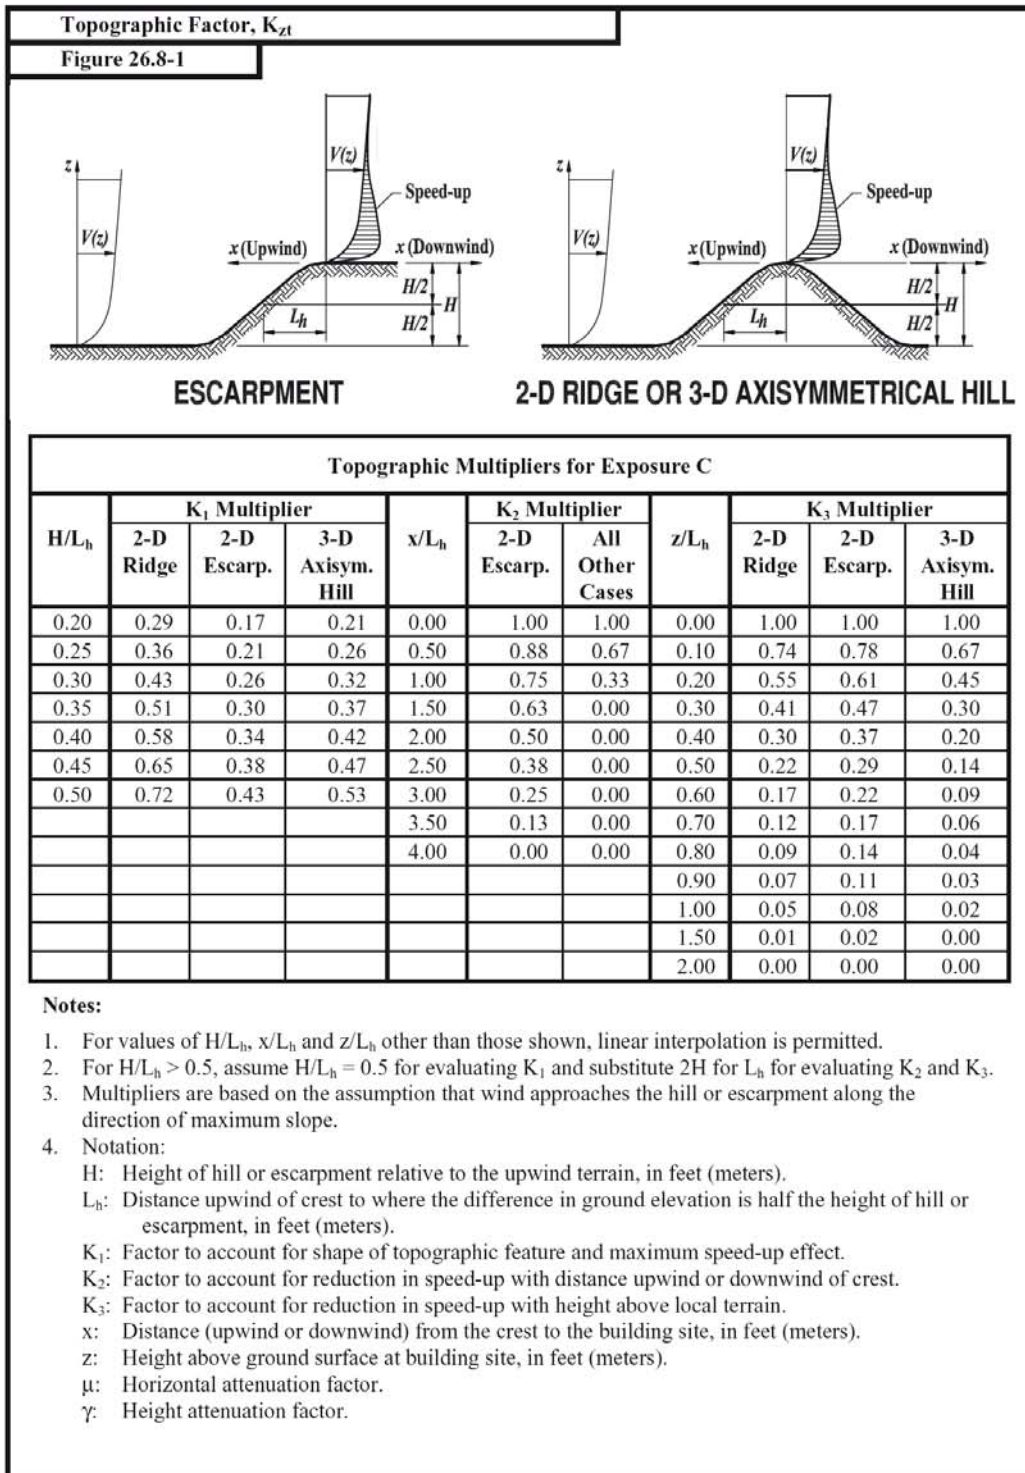 Topographic Factor, Kzt
Figure 26.8-1
z
V(z)
V(z)
Speed-up
x (Upwind)
x (Downwind)
H/2
H
H/2
Lh
ESCARPMENT
z
V(z)
V(z)
Speed-up
x (Upwind)
x (Downwind)
H/2
H
H/2
Lh
2-D RIDGE OR 3-D AXISYMMETRICAL HILL
Topographic Multipliers for Exposure C
H/Lh K1 Multiplier x/Lh K2 Multiplier z/Lh K3 Multiplier
2-D Ridge 2-D Escarp. 3-D Axisym. Hill 2-D Escarp. All Other Cases 2-D Ridge 2-D Escarp. 3-D Axisym. Hill
0.20 0.29 0.17 0.21 0.00 1.00 1.00 0.00 1.00 1.00 1.00
0.25 0.36 0.21 0.26 0.50 0.88 0.67 0.10 0.74 0.78 0.67
0.30 0.43 0.26 0.32 1.00 0.75 0.33 0.20 0.55 0.61 0.45
0.35 0.51 0.30 0.37 1.50 0.63 0.00 0.30 0.41 0.47 0.30
0.40 0.58 0.34 0.42 2.00 0.50 0.00 0.40 0.30 0.37 0.20
0.45 0.65 0.38 0.47 2.50 0.38 0.00 0.50 0.22 0.29 0.14
0.50 0.72 0.43 0.53 3.00 0.25 0.00 0.60 0.17 0.22 0.09
3.50 0.13 0.00 0.70 0.12 0.17 0.06
4.00 0.00 0.00 0.80 0.09 0.14 0.04
0.90 0.07 0.11 0.03
1.00 0.05 0.08 0.02
1.50 0.01 0.02 0.00
2.00 0.00 0.00 0.00
Notes:
1. For values of H/Lh, x/Lh and z/Lh other than those shown, linear interpolation is permitted.
2. For H/Lh > 0.5, assume H/Lh = 0.5 for evaluating K1 and substitute 2H for Lh for evaluating K2 and K3.
3. Multipliers are based on the assumption that wind approaches the hill or escarpment along the
direction of maximum slope.
4. Notation:
H: Height of hill or escarpment relative to the upwind terrain, in feet (meters).
Lh: Distance upwind of crest to where the difference in ground elevation is half the height of hill or
escarpment, in feet (meters).
K1: Factor to account for shape of topographic feature and maximum speed-up effect.
K2: Factor to account for reduction in speed-up with distance upwind or downwind of crest.
K3: Factor to account for reduction in speed-up with height above local terrain.
x: Distance (upwind or downwind) from the crest to the building site, in feet (meters).
z: Height above ground surface at building site, in feet (meters).
μ: Horizontal attenuation factor.
γ: Height attenuation factor.